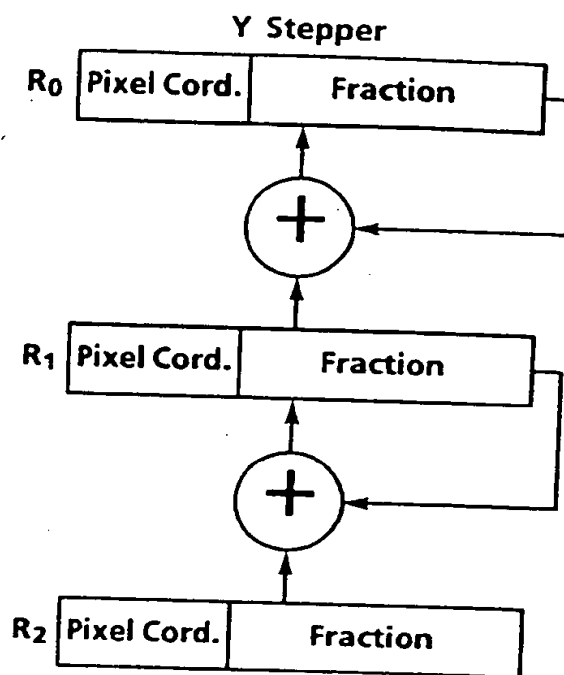 Y Stepper
R0 Pixel Cord. Fraction
+
R1 Pixel Cord. Fraction
+
R2 Pixel Cord. Fraction